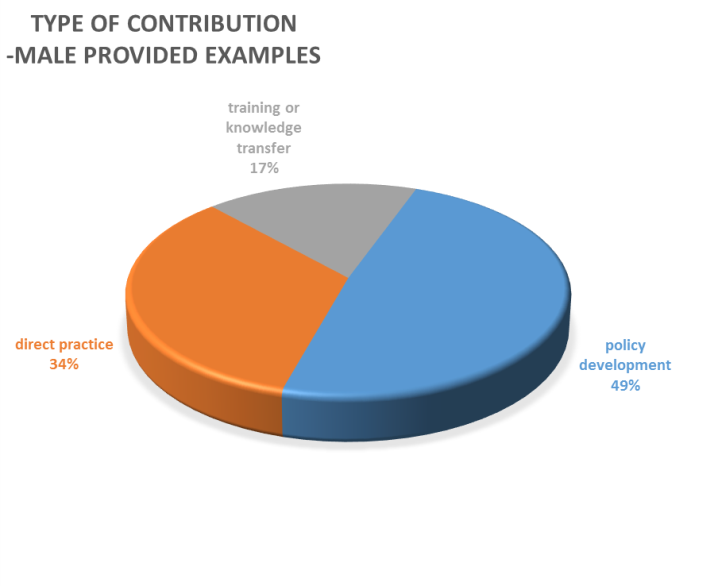 TYPE OF CONTRIBUTION
-MALE PROVIDED EXAMPLES
training or
knowledge
transfer
17%
direct practice
34%
policy
development
49%